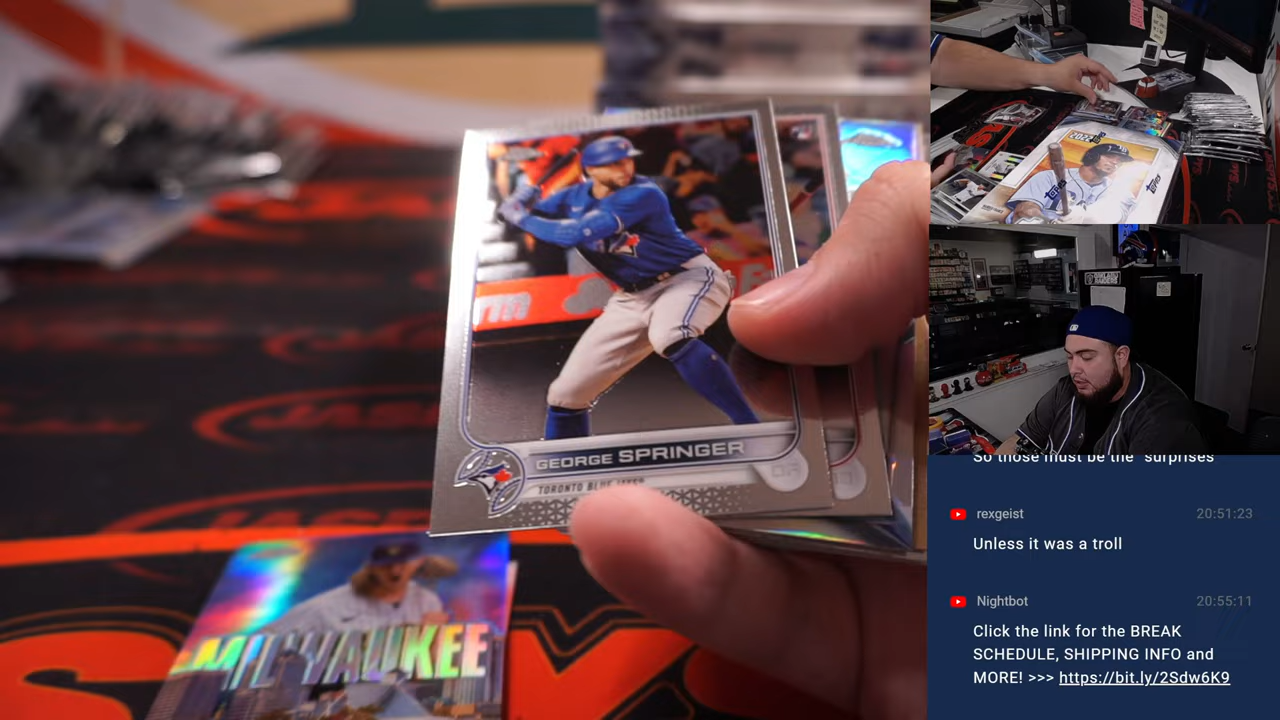 GEORGE SPRINGER
TORONTO BLUE JAYS
MILWAUKEE
2022
TOPPS
So those must be the "surprises"
rexgeist 20:51:23
Unless it was a troll
Nightbot 20:55:11
Click the link for the BREAK
SCHEDULE, SHIPPING INFO and
MORE! >>> https://bit.ly/2Sdw6K9